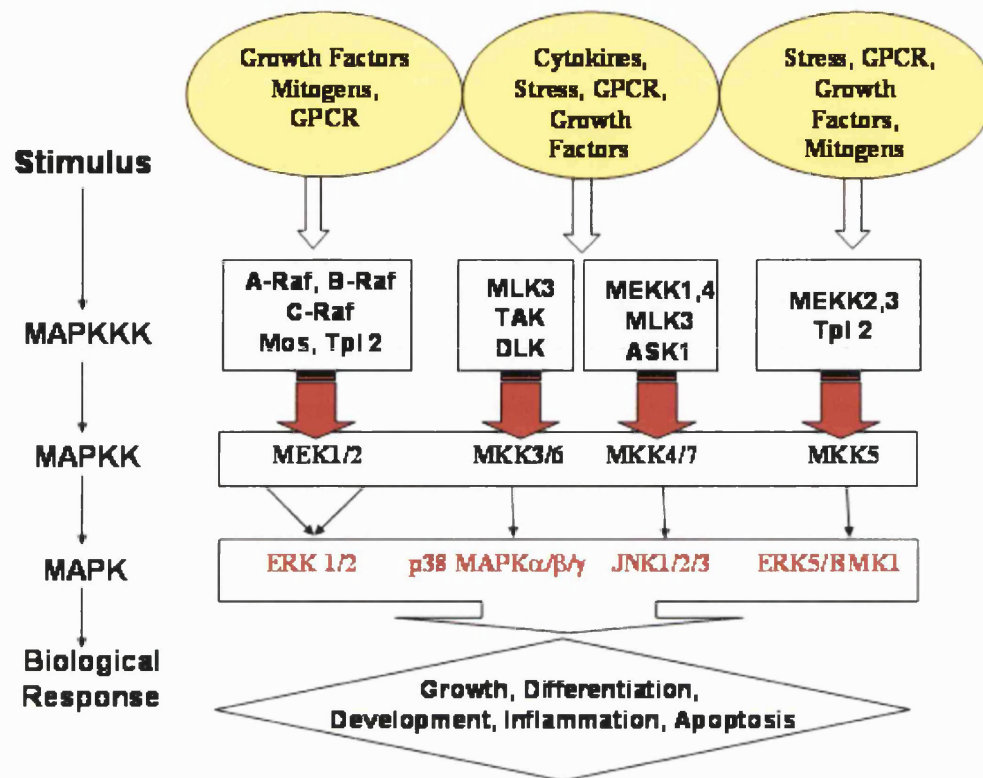 Growth Factors
Mitogens,
GPCR
Cytokines,
Stress, GPCR,
Growth
Factors
Stress, GPCR,
Growth
Factors,
Mitogens
Stimulus
A-Raf, B-Raf
C-Raf
Mos, Tpl 2
MLK3
TAK
DLK
MEKK1,4
MLK3
ASK1
MEKK2,3
Tpl 2
MAPKKK
MAPKK
MEK1/2
MKK3/6
MKK4/7
MKK5
MAPK
ERK 1/2
p38 MAPKα/β/γ
JNK1/2/3
ERK5/BMK1
Biological
Response
Growth, Differentiation,
Development, Inflammation, Apoptosis